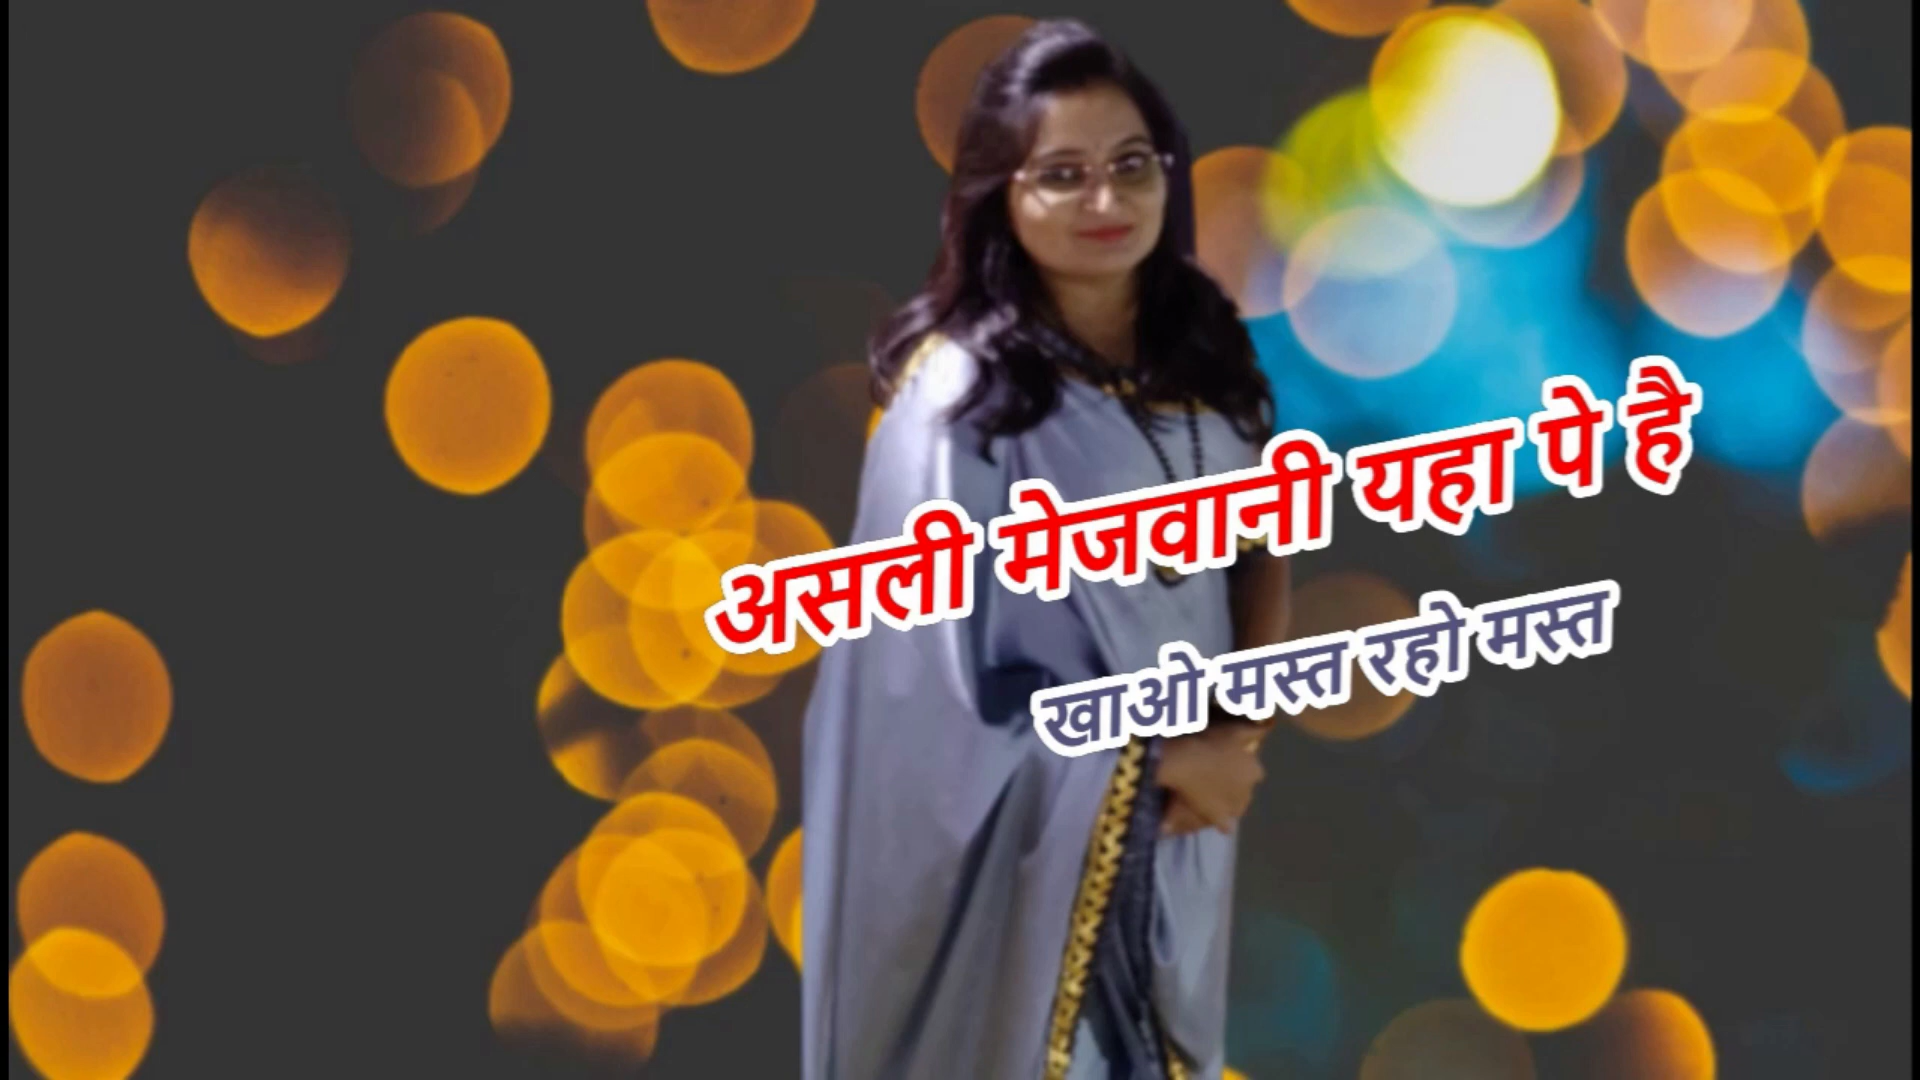 असली मेजवानी यहा पे है
खाओ मस्त रहो मस्त